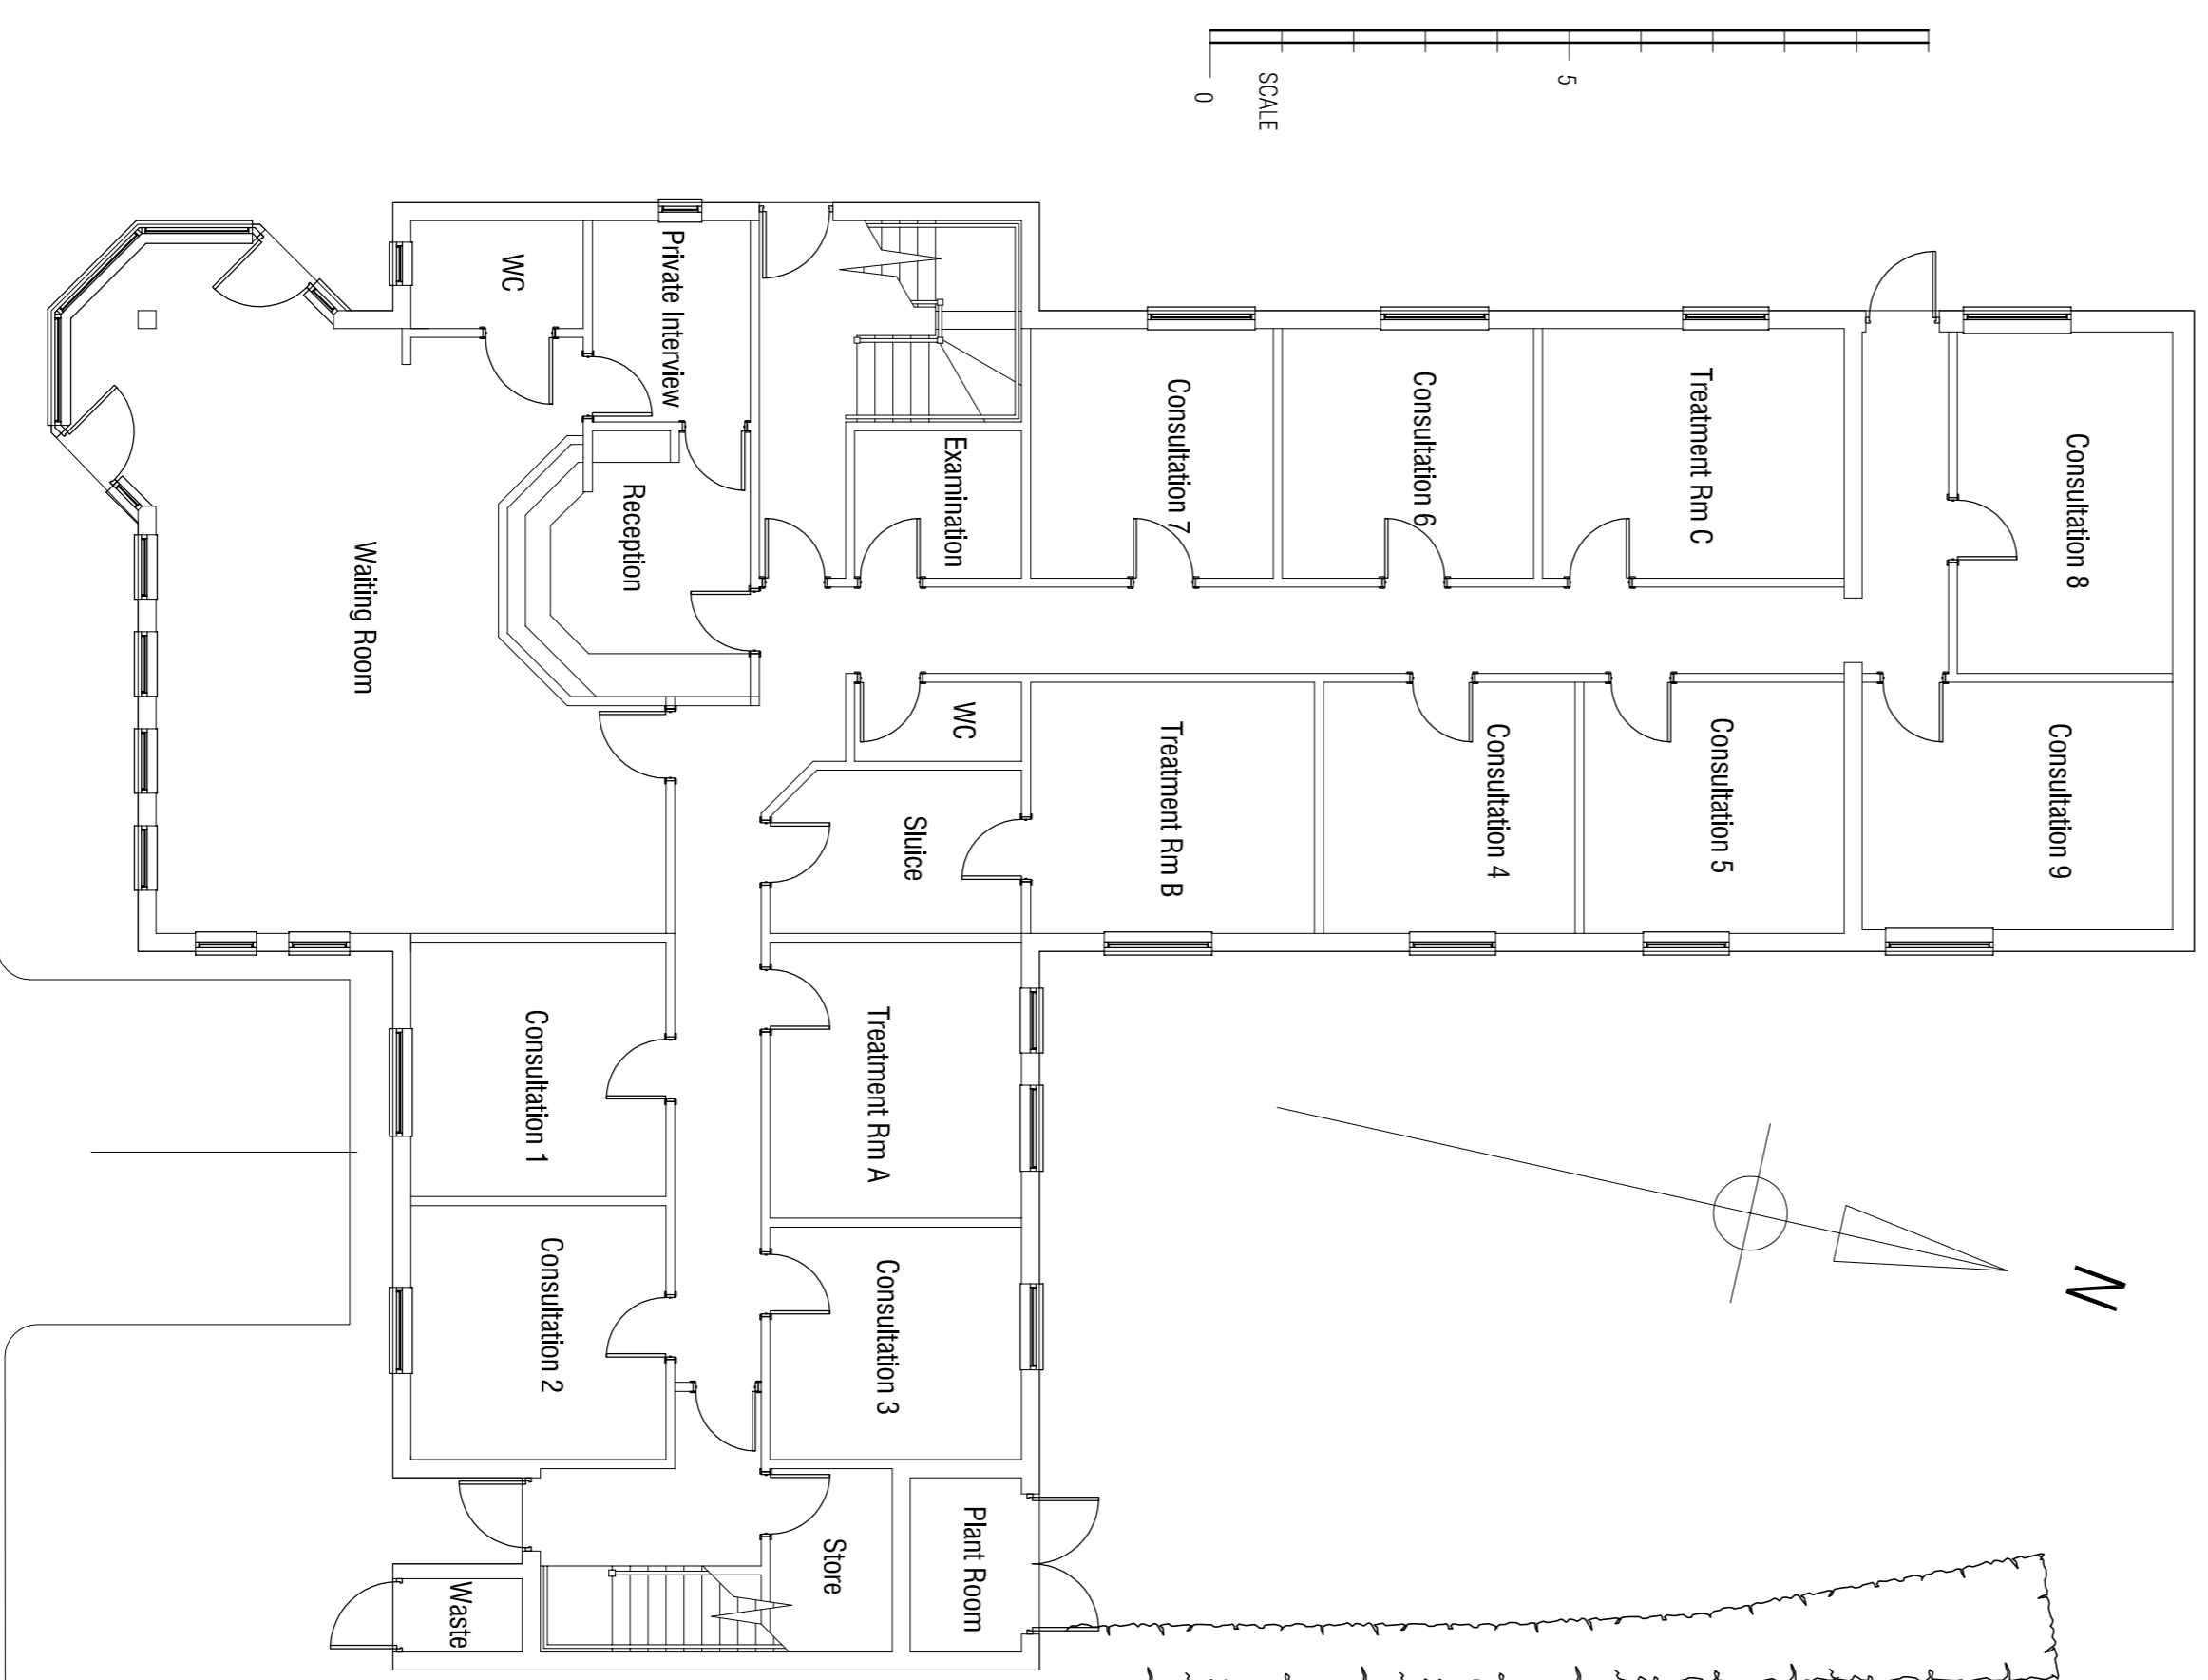 SCALE
0
5
WC
Private Interview
Reception
Waiting Room
Examination
Consultation 7
Consultation 6
Treatment Rm C
Consultation 8
WC
Sluice
Treatment Rm B
Consultation 4
Consultation 5
Consultation 9
Consultation 1
Treatment Rm A
Consultation 2
Consultation 3
Store
Plant Room
Waste
N